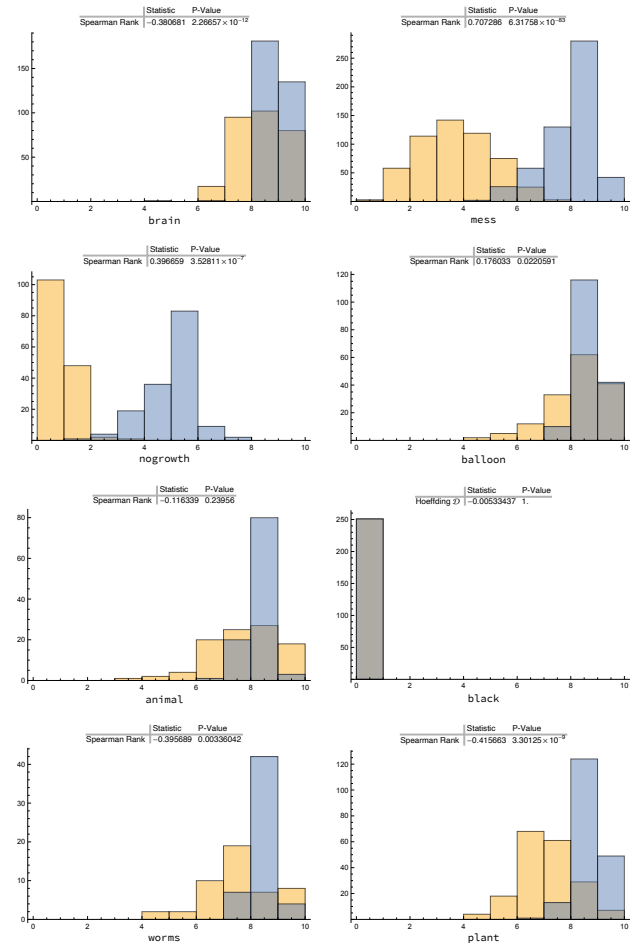 Statistic P-Value
Spearman Rank −0.380681 2.26657×10⁻¹²
150
100
50
0 2 4 6 8 10
brain
Statistic P-Value
Spearman Rank 0.707286 6.31758×10⁻⁸³
250
200
150
100
50
0 2 4 6 8 10
mess
Statistic P-Value
Spearman Rank 0.396659 3.52811×10⁻⁷
100
80
60
40
20
0 2 4 6 8 10
nogrowth
Statistic P-Value
Spearman Rank 0.176033 0.0220591
120
100
80
60
40
20
0 2 4 6 8 10
balloon
Statistic P-Value
Spearman Rank −0.116339 0.23956
80
60
40
20
0
0 2 4 6 8 10
animal
Statistic P-Value
Hoeffding 𝒟 −0.00533437 1.
250
200
150
100
50
0 2 4 6 8 10
black
Statistic P-Value
Spearman Rank −0.395689 0.00336042
40
30
20
10
0
0 2 4 6 8 10
worms
Statistic P-Value
Spearman Rank −0.415663 3.30125×10⁻⁹
120
100
80
60
40
20
0 2 4 6 8 10
plant